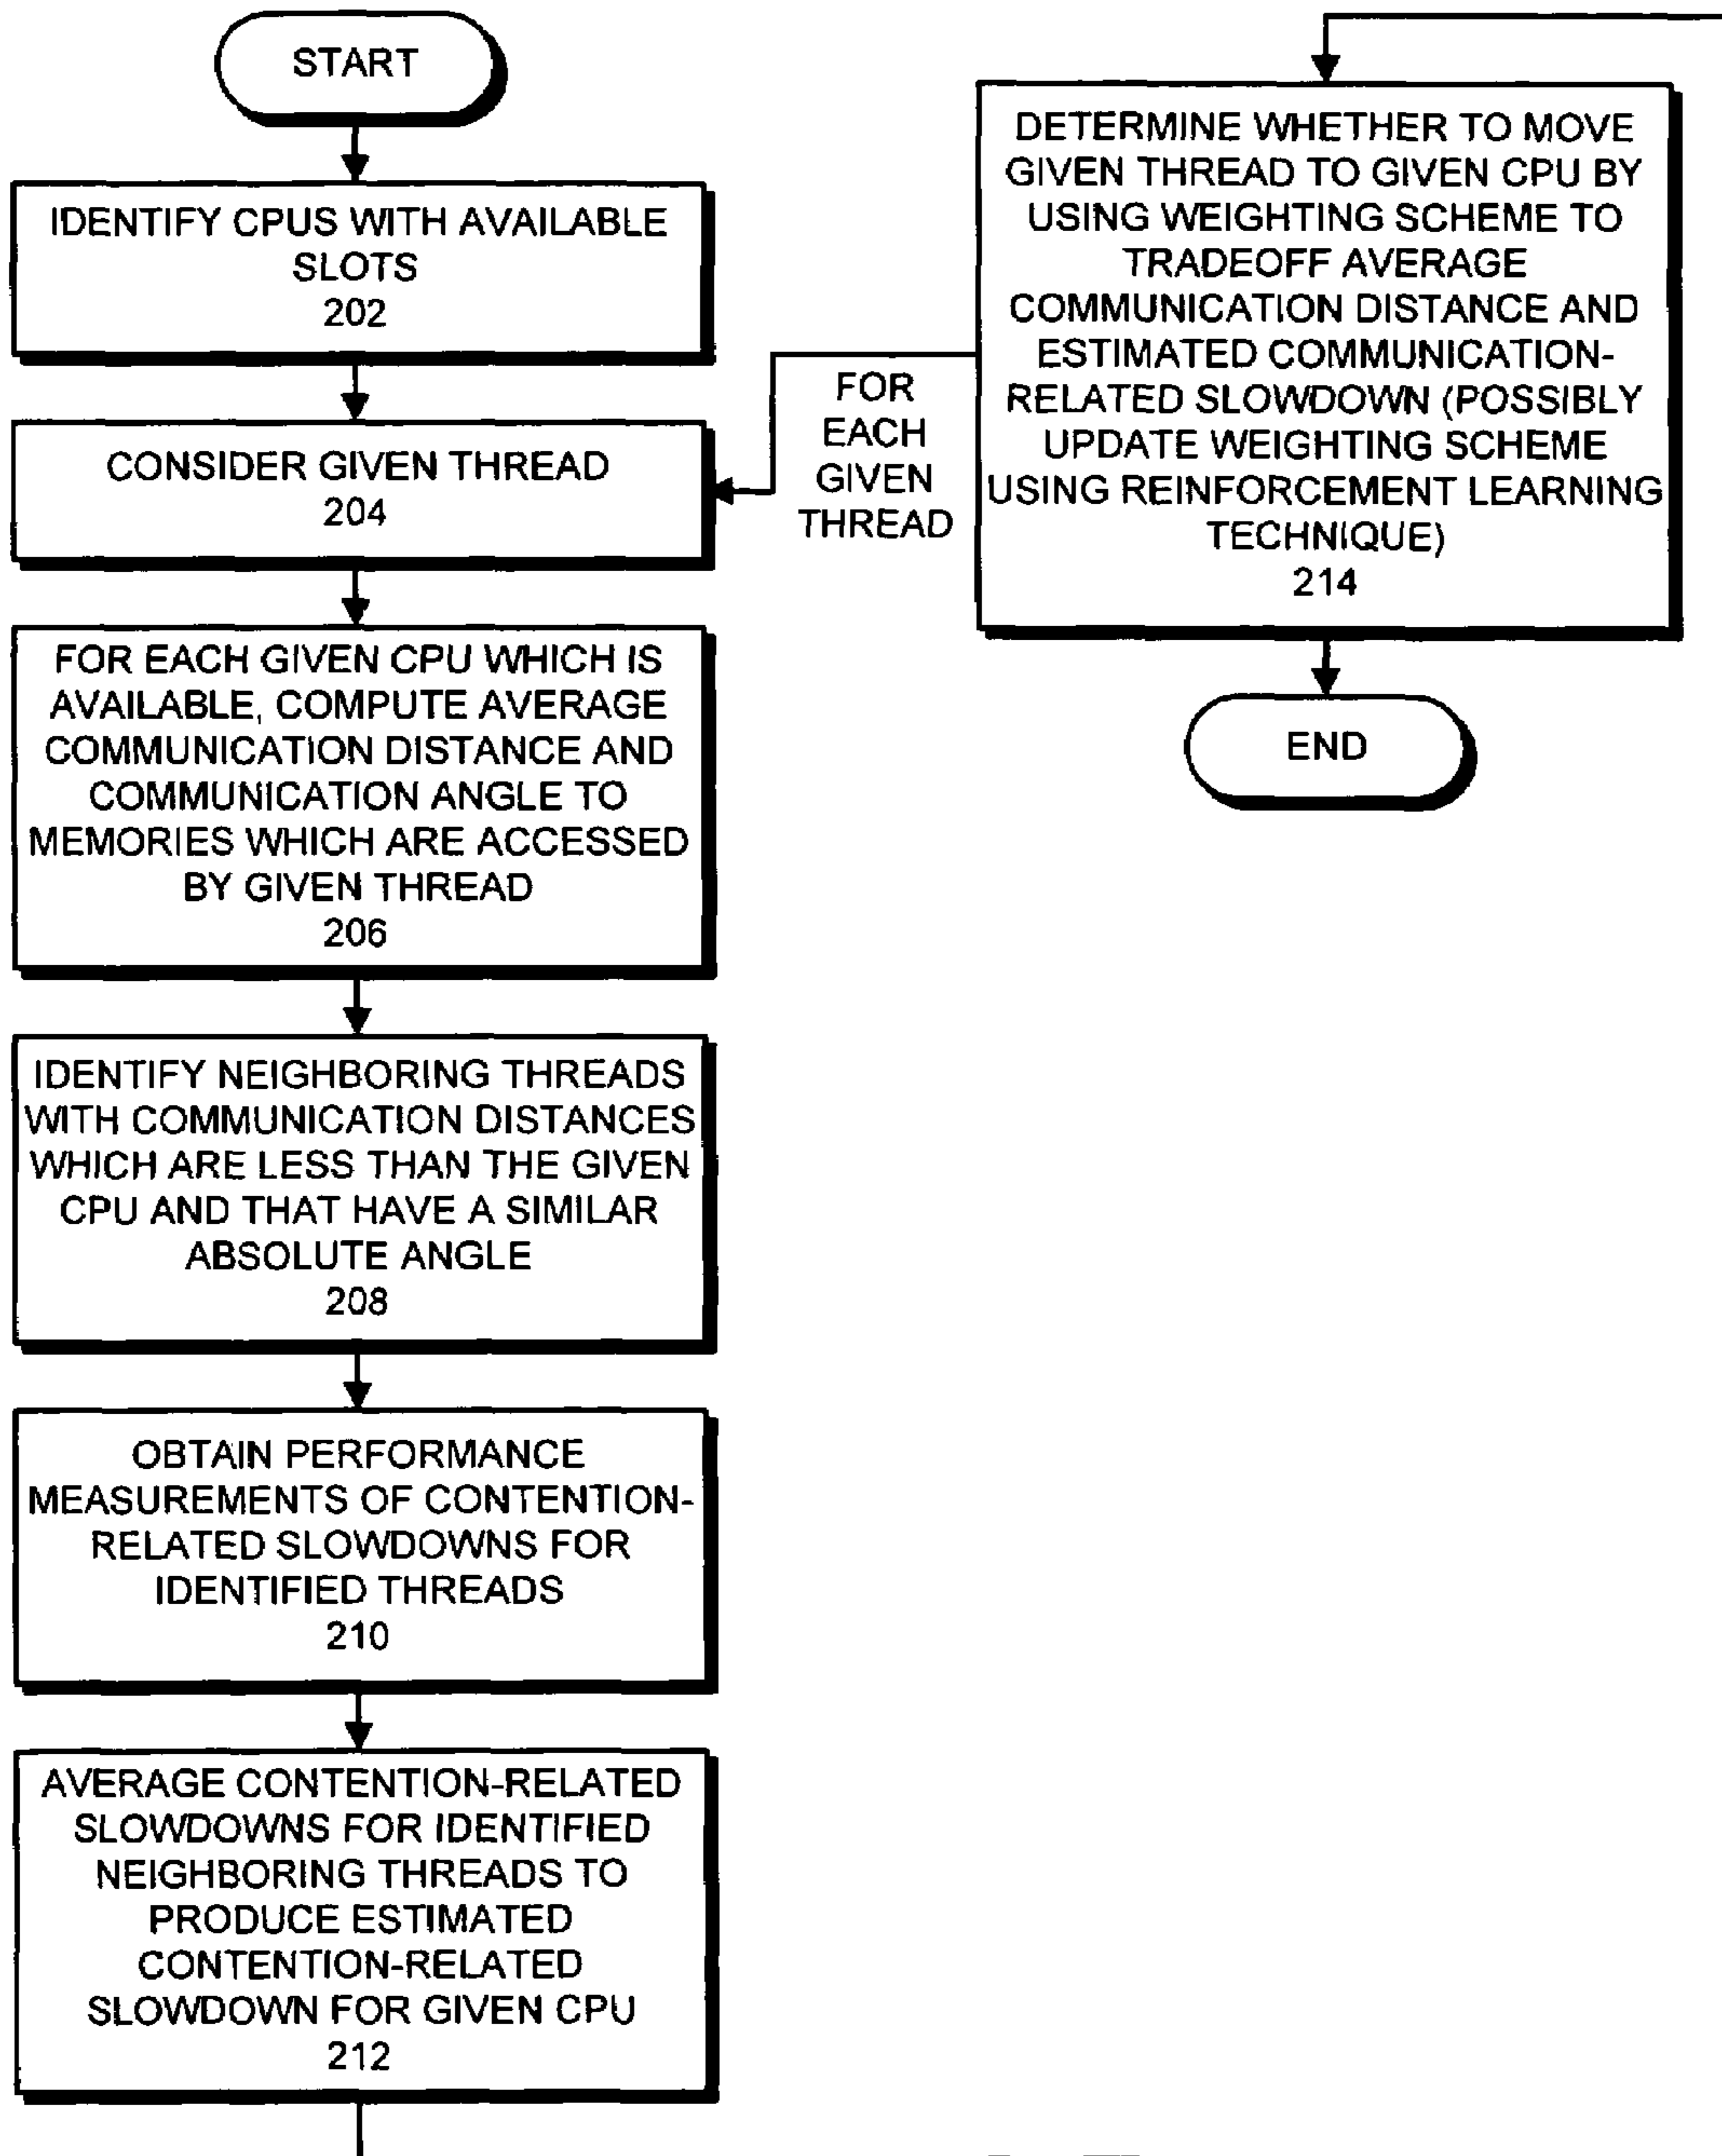 START
IDENTIFY CPUS WITH AVAILABLE
SLOTS
202
CONSIDER GIVEN THREAD
204
FOR EACH GIVEN CPU WHICH IS
AVAILABLE, COMPUTE AVERAGE
COMMUNICATION DISTANCE AND
COMMUNICATION ANGLE TO
MEMORIES WHICH ARE ACCESSED
BY GIVEN THREAD
206
IDENTIFY NEIGHBORING THREADS
WITH COMMUNICATION DISTANCES
WHICH ARE LESS THAN THE GIVEN
CPU AND THAT HAVE A SIMILAR
ABSOLUTE ANGLE
208
OBTAIN PERFORMANCE
MEASUREMENTS OF CONTENTION-
RELATED SLOWDOWNS FOR
IDENTIFIED THREADS
210
AVERAGE CONTENTION-RELATED
SLOWDOWNS FOR IDENTIFIED
NEIGHBORING THREADS TO
PRODUCE ESTIMATED
CONTENTION-RELATED
SLOWDOWN FOR GIVEN CPU
212
DETERMINE WHETHER TO MOVE
GIVEN THREAD TO GIVEN CPU BY
USING WEIGHTING SCHEME TO
TRADEOFF AVERAGE
COMMUNICATION DISTANCE AND
ESTIMATED COMMUNICATION-
RELATED SLOWDOWN (POSSIBLY
UPDATE WEIGHTING SCHEME
USING REINFORCEMENT LEARNING
TECHNIQUE)
214
FOR
EACH
GIVEN
THREAD
END